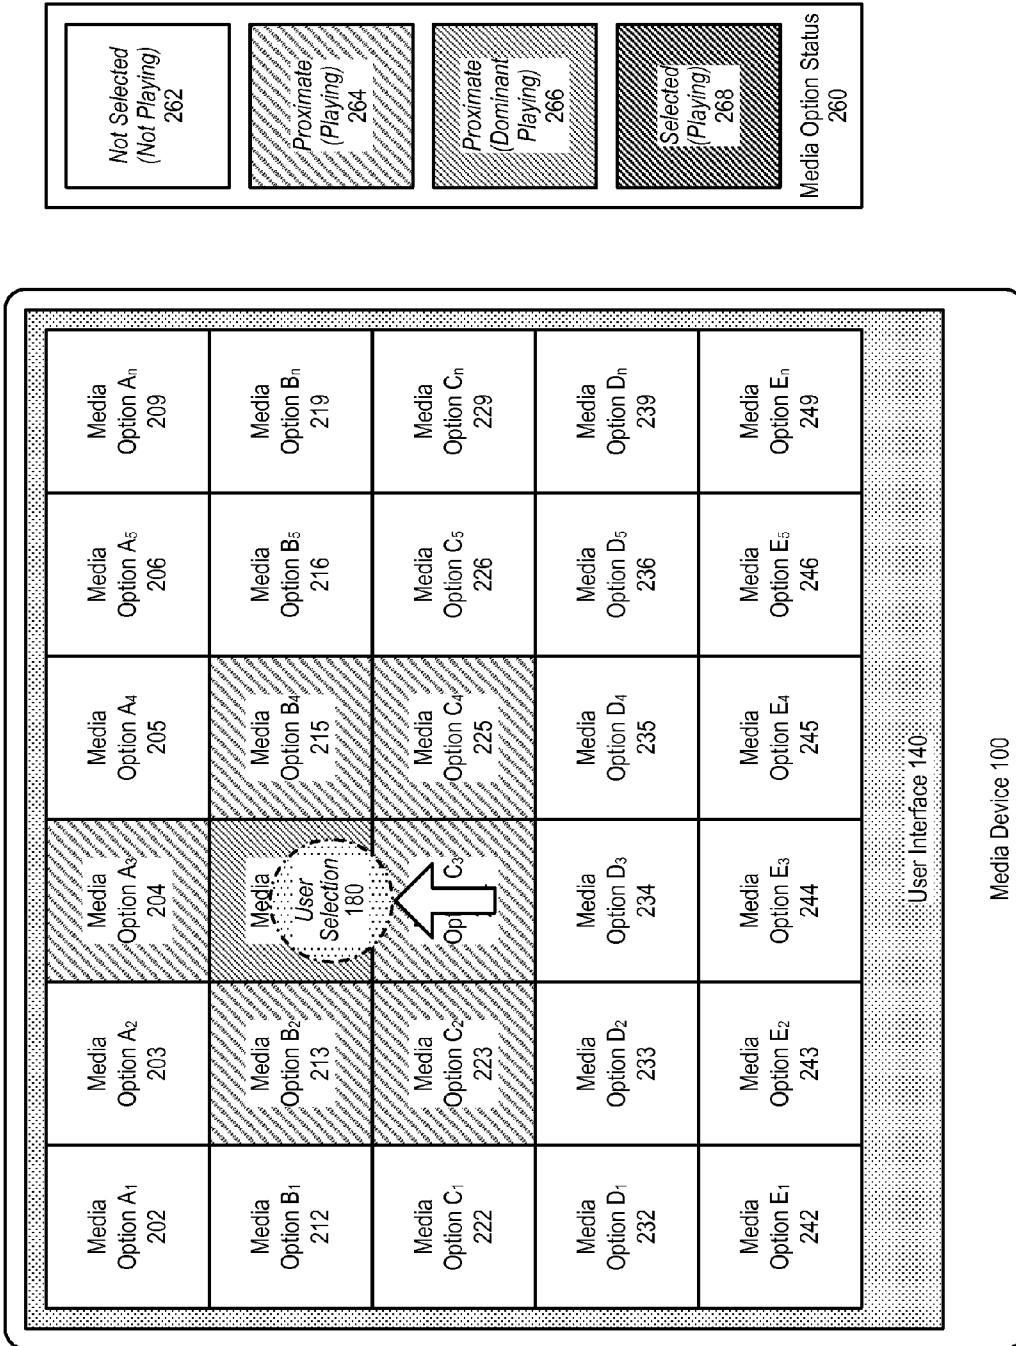 Media
Option A1
202
Media
Option A2
203
Media
Option A3
204
Media
Option A4
205
Media
Option A5
206
Media
Option An
209
Media
Option B1
212
Media
Option B2
213
Media
User
Selection
180
Media
Option B4
215
Media
Option B5
216
Media
Option Bn
219
Media
Option C1
222
Media
Option C2
223
C3
Media
Option C4
225
Media
Option C5
226
Media
Option Cn
229
Media
Option D1
232
Media
Option D2
233
Media
Option D3
234
Media
Option D4
235
Media
Option D5
236
Media
Option Dn
239
Media
Option E1
242
Media
Option E2
243
Media
Option E3
244
Media
Option E4
245
Media
Option E5
246
Media
Option En
249
User Interface 140
Media Device 100
Not Selected
(Not Playing)
262
Proximate
(Playing)
264
Proximate
(Dominant
Playing)
266
Selected
(Playing)
268
Media Option Status
260